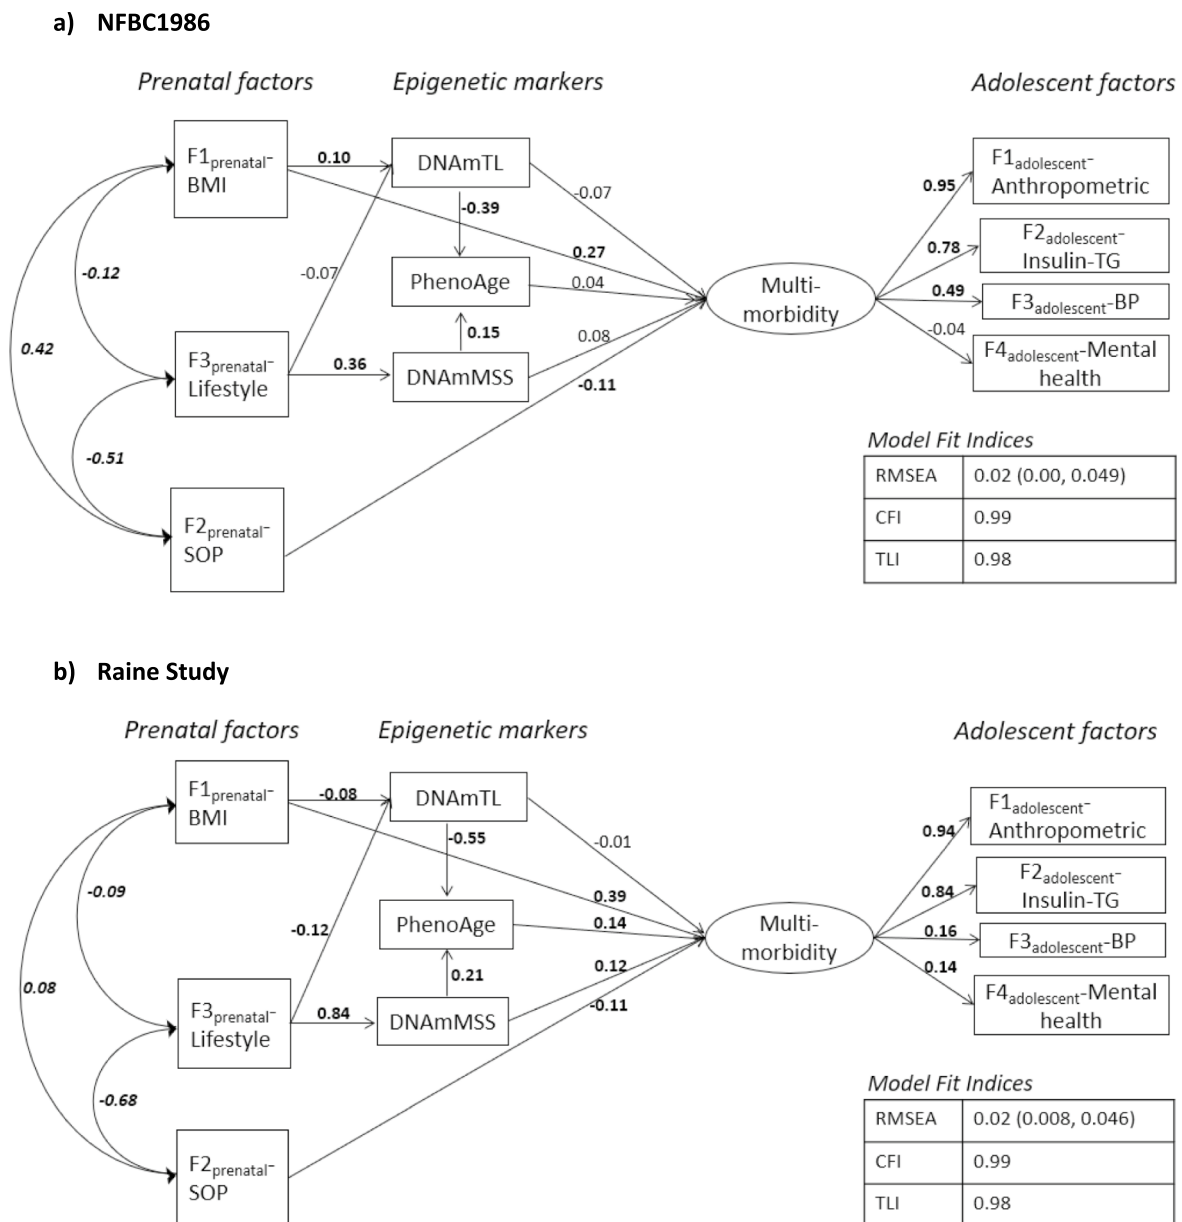 a) NFBC1986
Prenatal factors Epigenetic markers Adolescent factors
F1prenatal–
BMI
0.10
DNAmTL
-0.07
F1adolescent–
Anthropometric
0.95
-0.39
0.27
F2adolescent–
Insulin-TG
0.78
-0.12
-0.07
PhenoAge
0.04
Multi-
morbidity
0.49
F3adolescent-BP
0.42
F3prenatal–
Lifestyle
0.36
0.15
DNAmMSS
0.08
-0.11
-0.04
F4adolescent-Mental
health
-0.51
F2prenatal–
SOP
Model Fit Indices
RMSEA 0.02 (0.00, 0.049)
CFI 0.99
TLI 0.98
b) Raine Study
Prenatal factors Epigenetic markers Adolescent factors
F1prenatal–
BMI
-0.08
DNAmTL
-0.01
F1adolescent–
Anthropometric
0.94
-0.55
0.39
F2adolescent–
Insulin-TG
0.84
-0.09
-0.12
PhenoAge
0.14
Multi-
morbidity
0.16
F3adolescent-BP
0.08
F3prenatal–
Lifestyle
0.84
0.21
DNAmMSS
0.12
-0.11
0.14
F4adolescent-Mental
health
-0.68
F2prenatal–
SOP
Model Fit Indices
RMSEA 0.02 (0.008, 0.046)
CFI 0.99
TLI 0.98